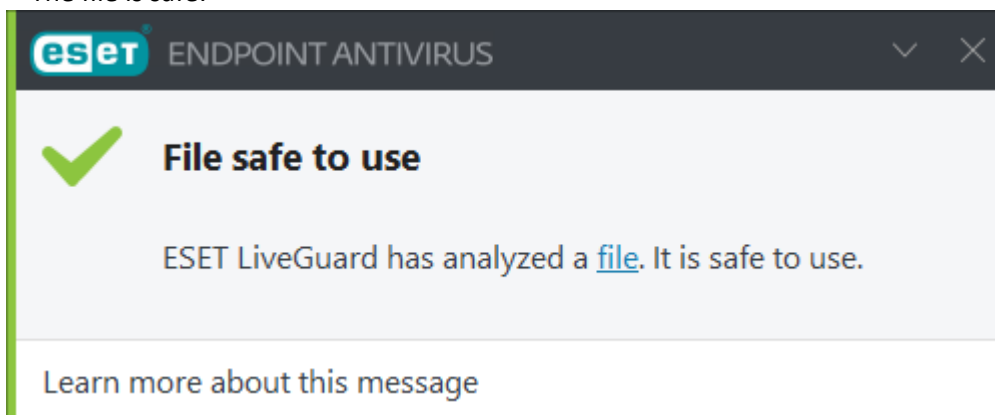 eset® ENDPOINT ANTIVIRUS
File safe to use
ESET LiveGuard has analyzed a file. It is safe to use.
Learn more about this message